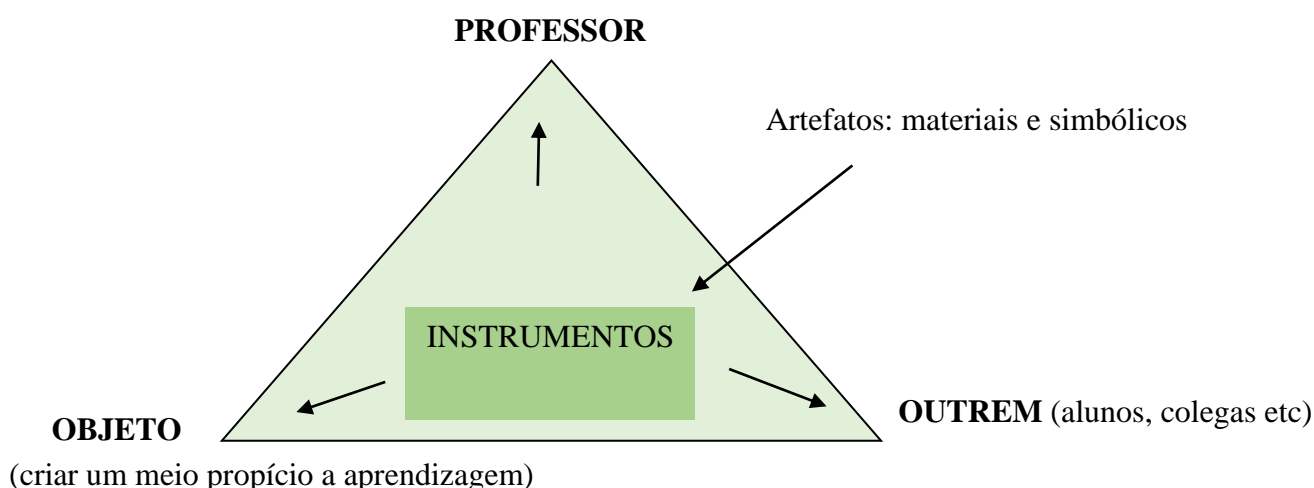 PROFESSOR
Artefatos: materiais e simbólicos
INSTRUMENTOS
OBJETO
OUTREM (alunos, colegas etc)
(criar um meio propício a aprendizagem)